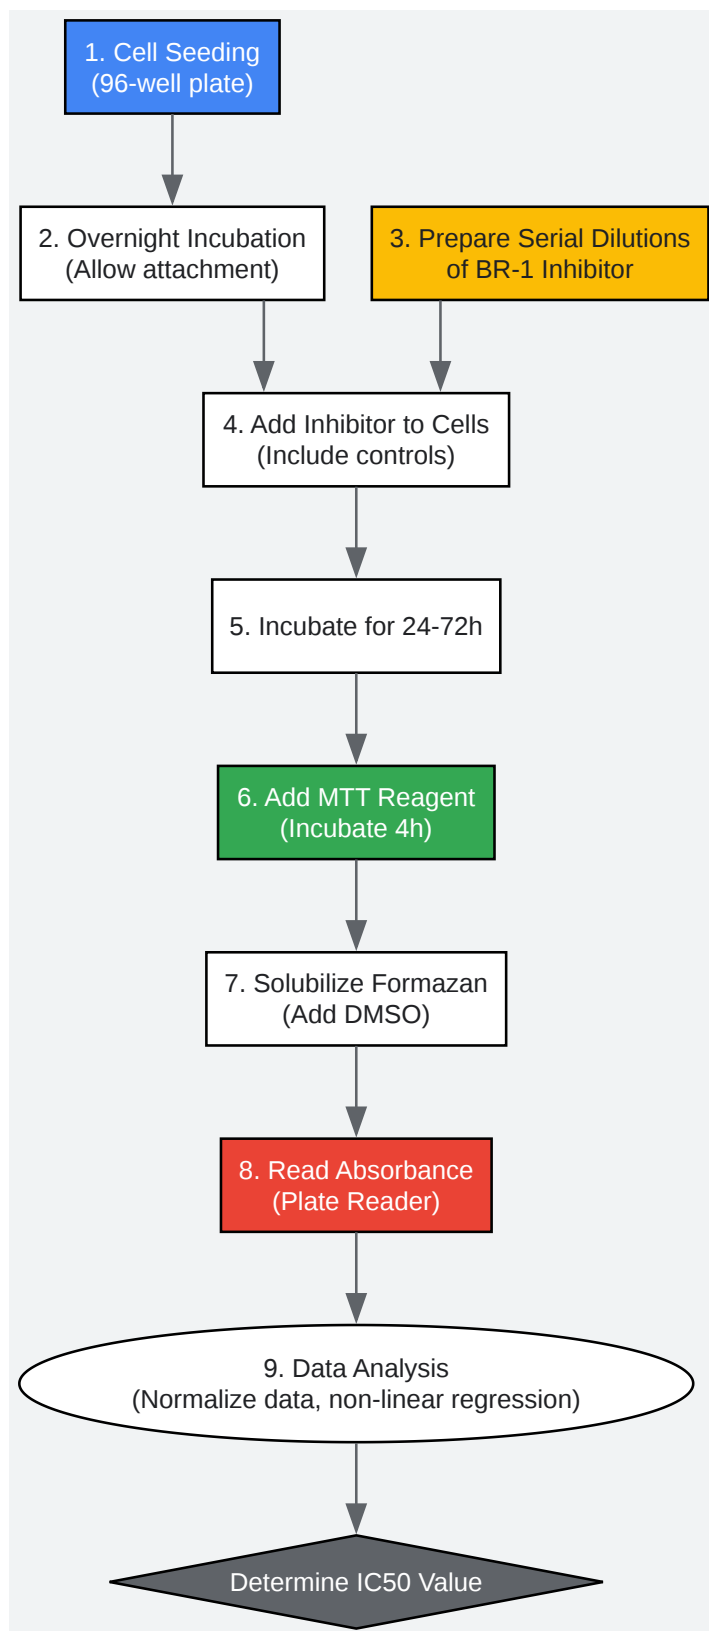 1. Cell Seeding
(96-well plate)
2. Overnight Incubation
(Allow attachment)
3. Prepare Serial Dilutions
of BR-1 Inhibitor
4. Add Inhibitor to Cells
(Include controls)
5. Incubate for 24-72h
6. Add MTT Reagent
(Incubate 4h)
7. Solubilize Formazan
(Add DMSO)
8. Read Absorbance
(Plate Reader)
9. Data Analysis
(Normalize data, non-linear regression)
Determine IC50 Value